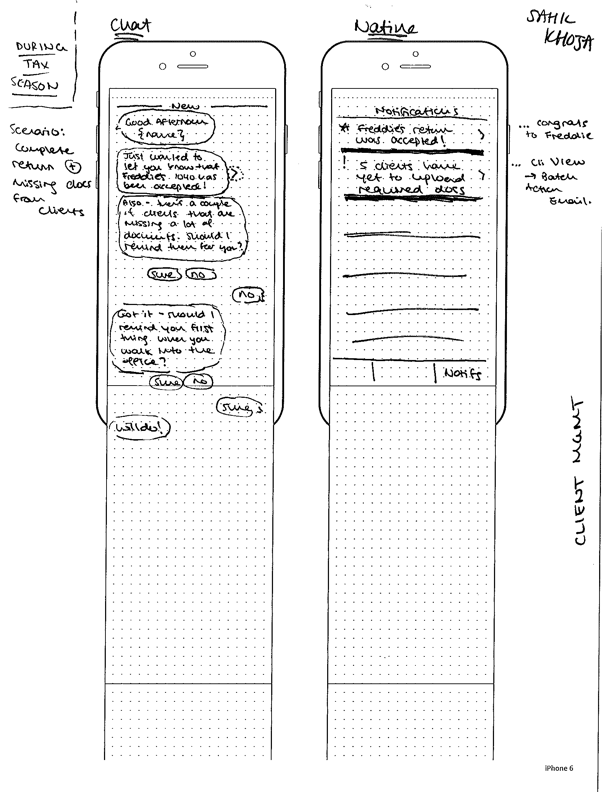 SAHIL
KHOJA
DURING
TAX
SEASON
Scenario:
Complete
return +
missing docs
from
clients
Chat
New
Good Afternoon
{name}
Just wanted to
let you know that
Freddies 1040 has
been accepted!
Also - there's a couple
of clients that are
missing a lot of
documents. Should I
remind them for you?
sure no
no
Got it - should I
remind you first
thing when you
walk into the
office?
sure no
sure
will do!
Native
Notifications
* Freddies return >
was accepted!
! 5 clients have >
yet to upload
required docs
Notifs
... congrats
to Freddie
... Cli View
→ Batch
Action
Email.
CLIENT MGMT
iPhone 6